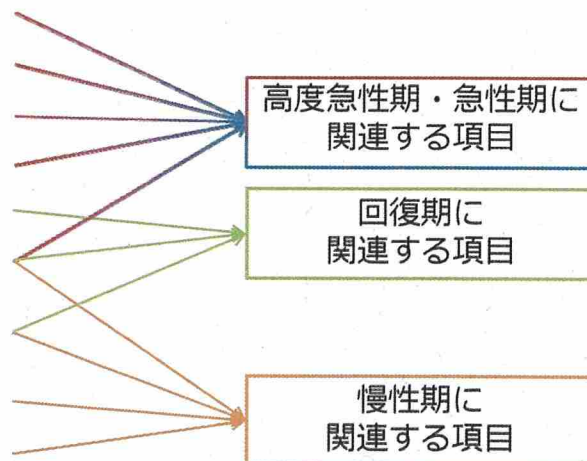 高度急性期・急性期に
関連する項目
回復期に
関連する項目
慢性期に
関連する項目